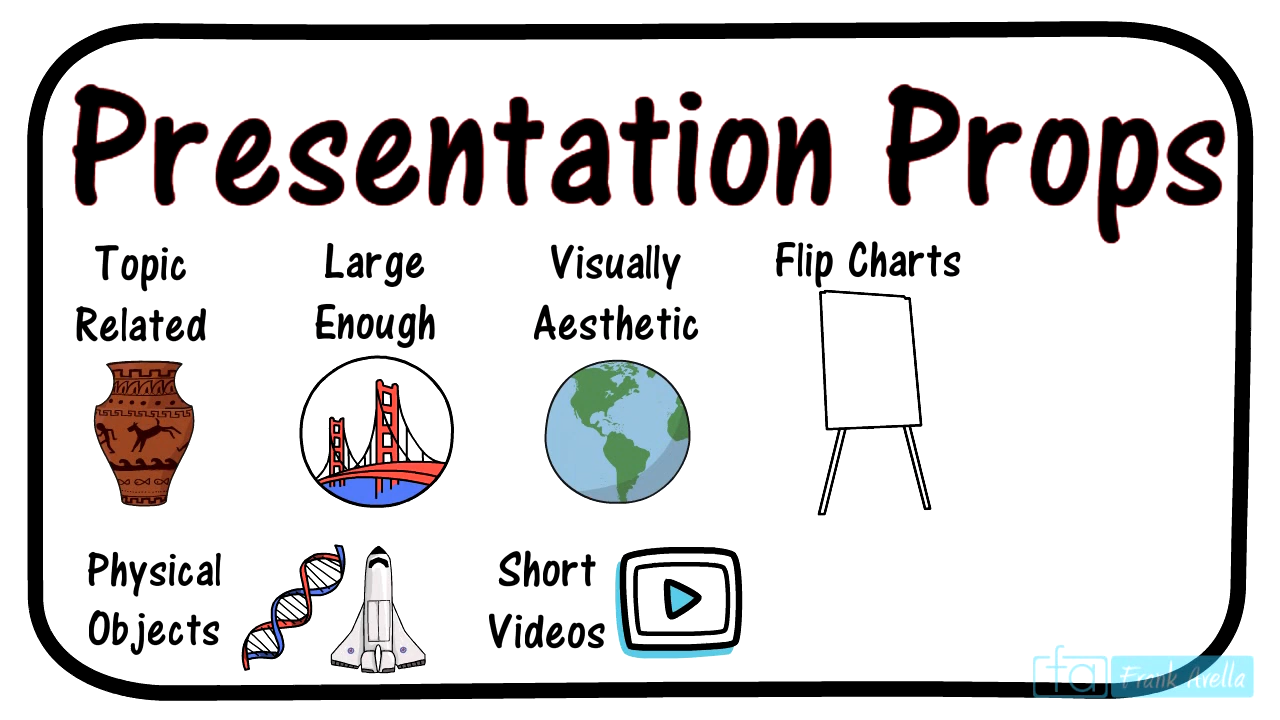 Presentation Props
Topic
Related
Large
Enough
Visually
Aesthetic
Flip Charts
Physical
Objects
Short
Videos
fa Frank Avella